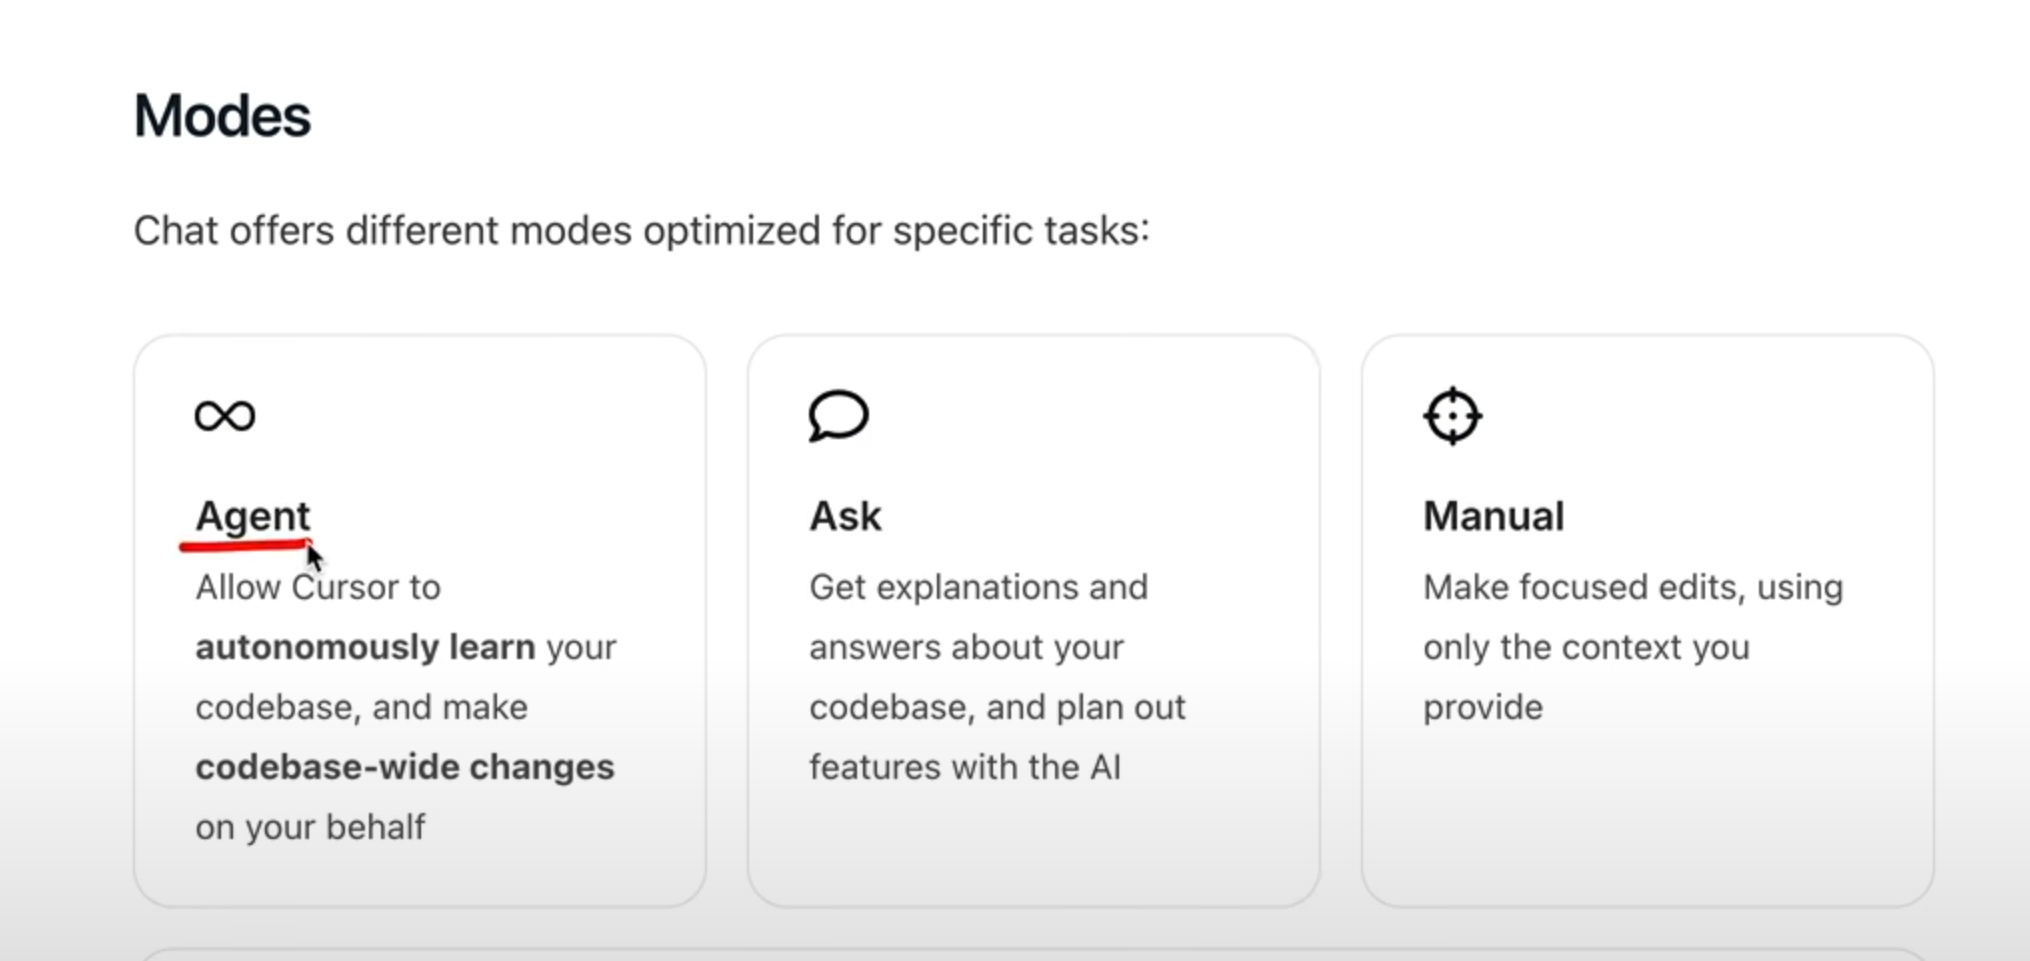 Modes
Chat offers different modes optimized for specific tasks:
Agent
Allow Cursor to
autonomously learn your
codebase, and make
codebase-wide changes
on your behalf
Ask
Get explanations and
answers about your
codebase, and plan out
features with the AI
Manual
Make focused edits, using
only the context you
provide